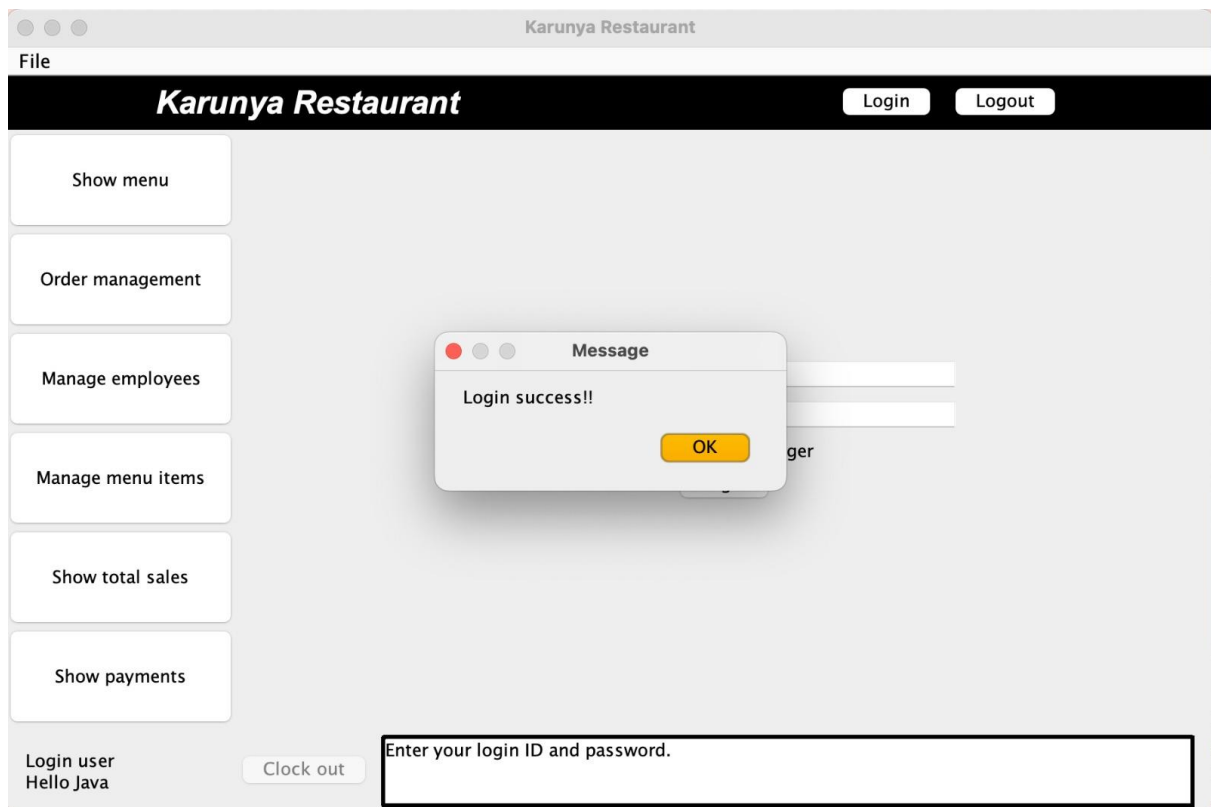 Karunya Restaurant
File
Karunya Restaurant
Login
Logout
Show menu
Order management
Manage employees
Manage menu items
Show total sales
Show payments
Message
Login success!!
OK
ger
Login user
Hello Java
Clock out
Enter your login ID and password.